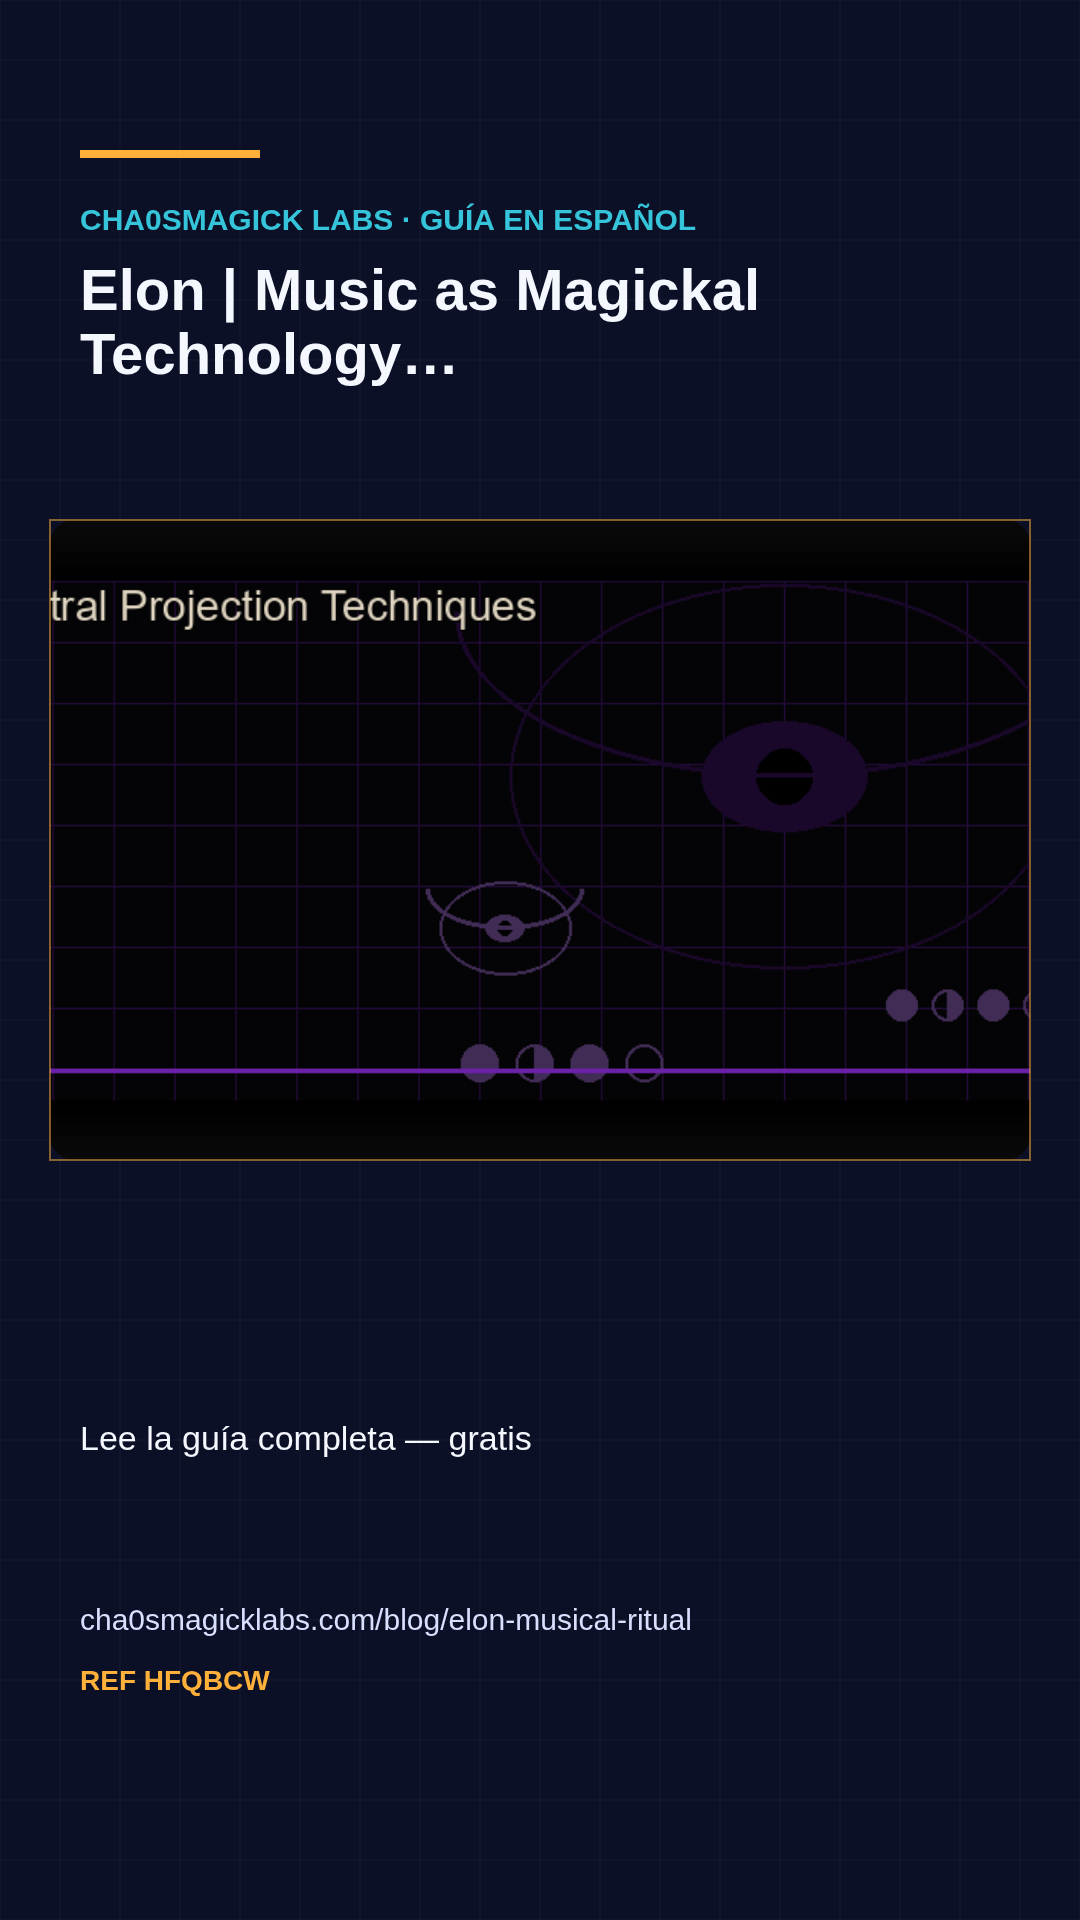 CHA0SMAGICK LABS · GUÍA EN ESPAÑOL
Elon | Music as Magickal
Technology…
tral Projection Techniques
Lee la guía completa — gratis
cha0smagicklabs.com/blog/elon-musical-ritual
REF HFQBCW